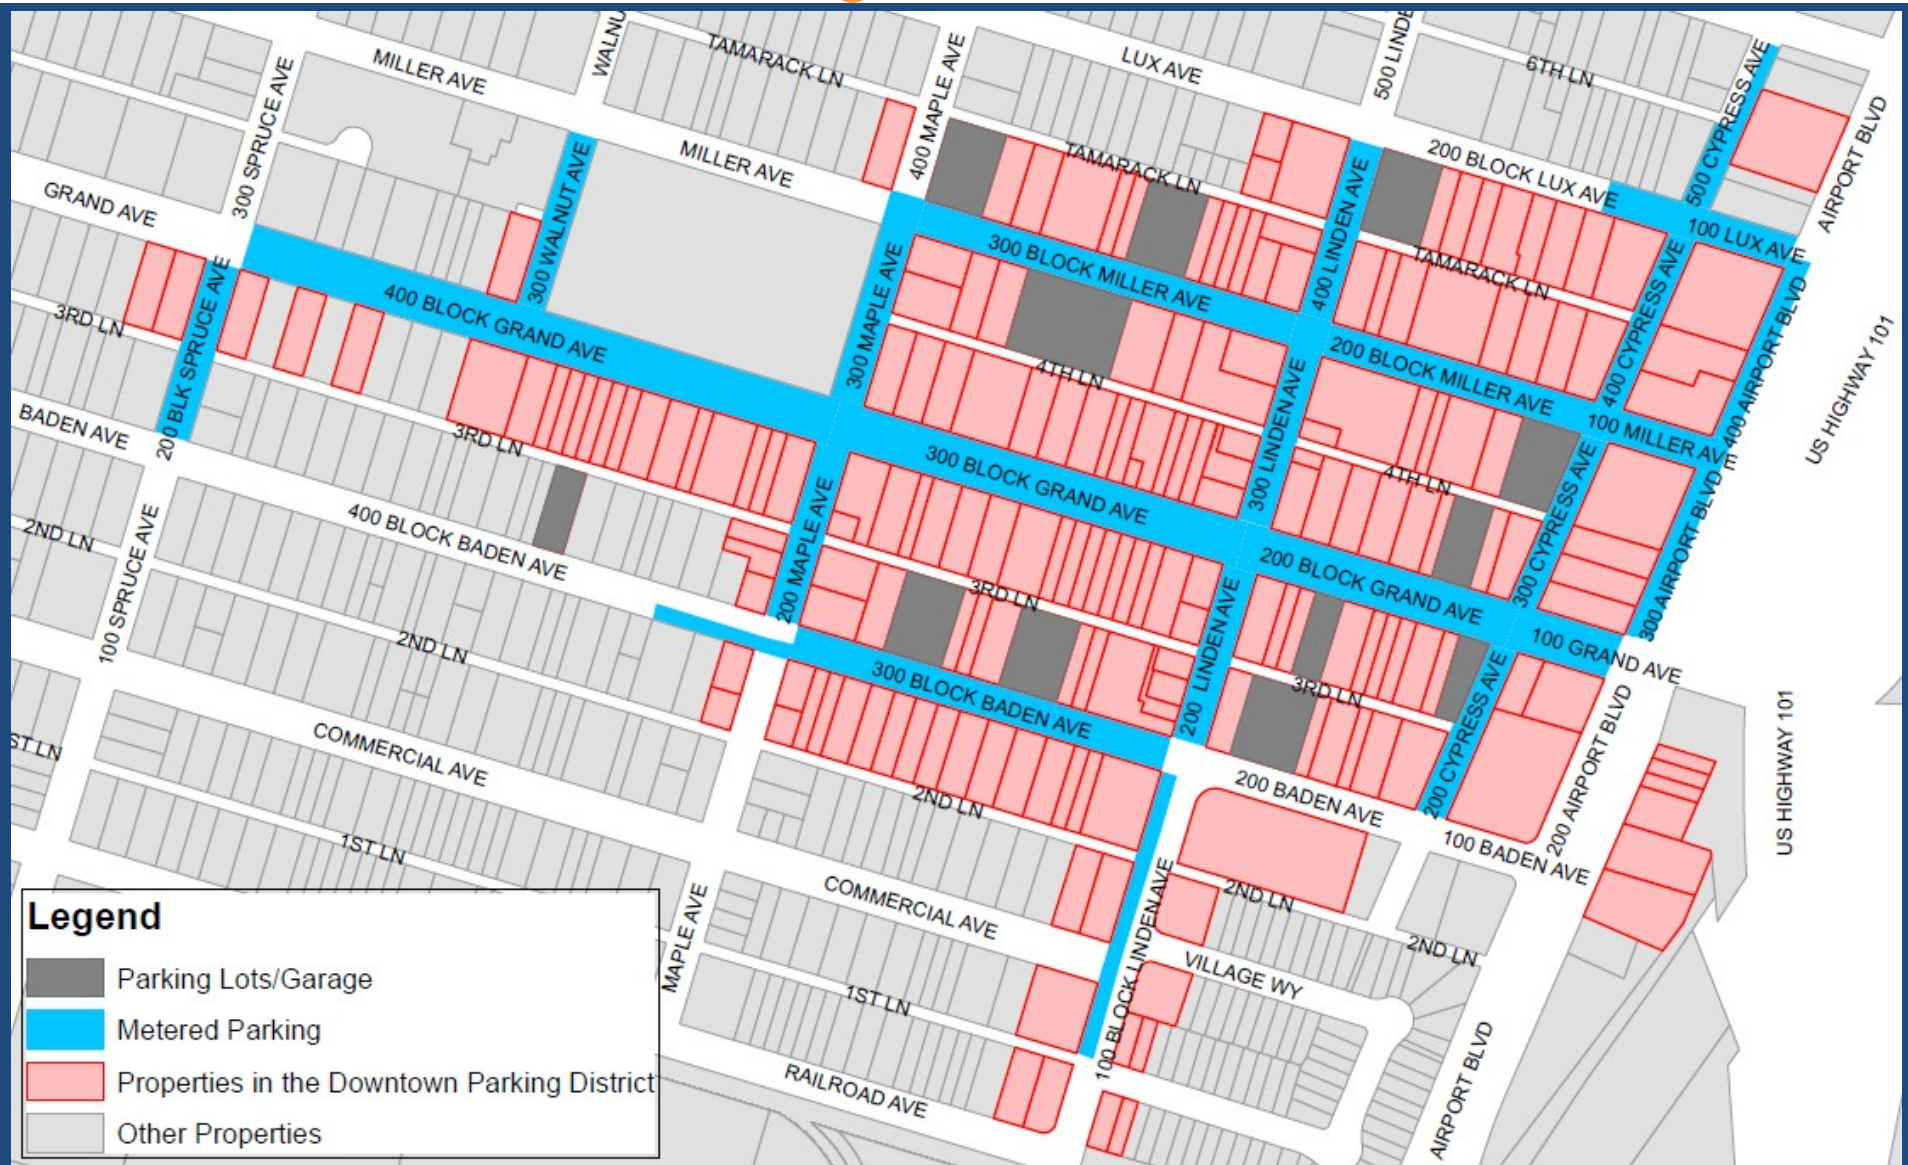 MILLER AVE
WALNU
TAMARACK LN
400 MAPLE AVE
LUX AVE
500 LINDE
6TH LN
500 CYPRESS AVE
AIRPORT BLVD
300 SPRUCE AVE
GRAND AVE
300 WALNUT AVE
MILLER AVE
TAMARACK LN
400 LINDEN AVE
200 BLOCK LUX AVE
100 LUX AVE
3RD LN
200 BLK SPRUCE AVE
400 BLOCK GRAND AVE
300 MAPLE AVE
300 BLOCK MILLER AVE
TAMARACK LN
400 CYPRESS AVE
400 AIRPORT BLVD
US HIGHWAY 101
4TH LN
200 BLOCK MILLER AVE
100 MILLER AVE
BADEN AVE
3RD LN
300 BLOCK GRAND AVE
300 LINDEN AVE
4TH LN
300 CYPRESS AVE
300 AIRPORT BLVD
2ND LN
100 SPRUCE AVE
400 BLOCK BADEN AVE
200 MAPLE AVE
3RD LN
200 BLOCK GRAND AVE
100 GRAND AVE
2ND LN
300 BLOCK BADEN AVE
200 LINDEN AVE
3RD LN
200 CYPRESS AVE
200 AIRPORT BLVD
US HIGHWAY 101
ST LN
COMMERCIAL AVE
2ND LN
200 BADEN AVE
100 BADEN AVE
1ST LN
MAPLE AVE
COMMERCIAL AVE
100 BLOCK LINDEN AVE
2ND LN
2ND LN
VILLAGE WY
1ST LN
RAILROAD AVE
AIRPORT BLVD
Legend
Parking Lots/Garage
Metered Parking
Properties in the Downtown Parking District
Other Properties